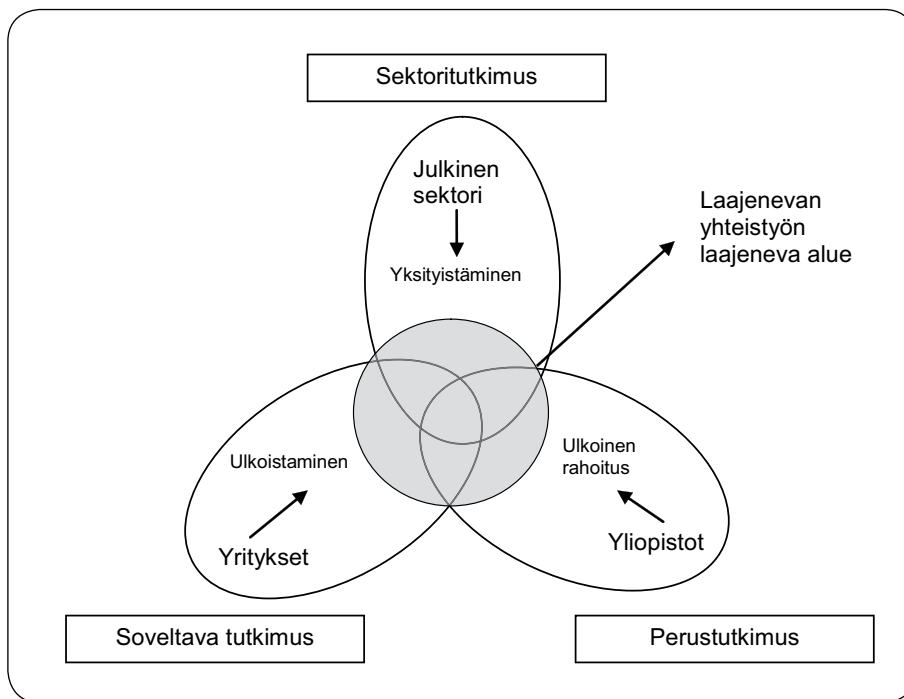 Sektoritutkimus
Julkinen
sektori
Yksityistäminen
Laajenevan
yhteistyön
laajeneva alue
Ulkoistaminen
Yritykset
Ulkoinen
rahoitus
Yliopistot
Soveltava tutkimus
Perustutkimus